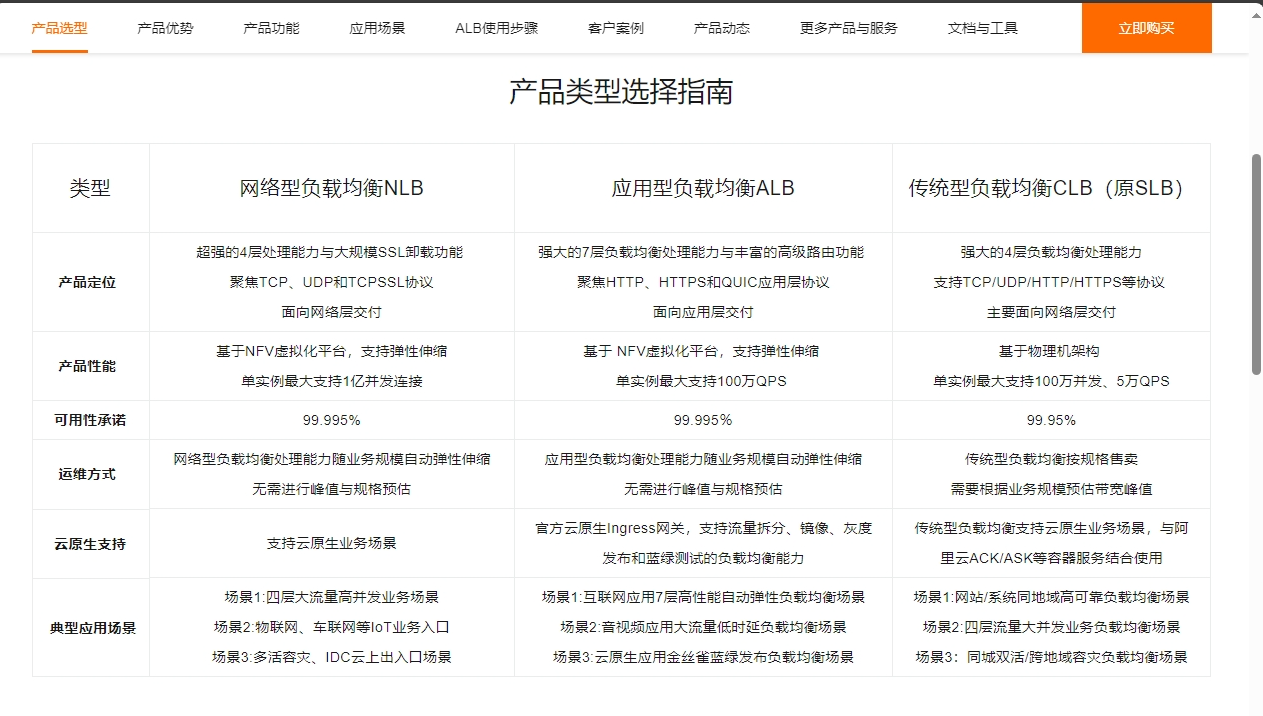 产品选型
产品优势
产品功能
应用场景
ALB使用步骤
客户案例
产品动态
更多产品与服务
文档与工具
立即购买
产品类型选择指南
类型
网络型负载均衡NLB
应用型负载均衡ALB
传统型负载均衡CLB（原SLB）
产品定位
超强的4层处理能力与大规模SSL卸载功能
聚焦TCP、UDP和TCPSSL协议
面向网络层交付
强大的7层负载均衡处理能力与丰富的高级路由功能
聚焦HTTP、HTTPS和QUIC应用层协议
面向应用层交付
强大的4层负载均衡处理能力
支持TCP/UDP/HTTP/HTTPS等协议
主要面向网络层交付
产品性能
基于NFV虚拟化平台，支持弹性伸缩
单实例最大支持1亿并发连接
基于 NFV虚拟化平台，支持弹性伸缩
单实例最大支持100万QPS
基于物理机架构
单实例最大支持100万并发、5万QPS
可用性承诺
99.995%
99.995%
99.95%
运维方式
网络型负载均衡处理能力随业务规模自动弹性伸缩
无需进行峰值与规格预估
应用型负载均衡处理能力随业务规模自动弹性伸缩
无需进行峰值与规格预估
传统型负载均衡按规格售卖
需要根据业务规模预估带宽峰值
云原生支持
支持云原生业务场景
官方云原生Ingress网关，支持流量拆分、镜像、灰度
发布和蓝绿测试的负载均衡能力
传统型负载均衡支持云原生业务场景，与阿
里云ACK/ASK等容器服务结合使用
典型应用场景
场景1:四层大流量高并发业务场景
场景2:物联网、车联网等IoT业务入口
场景3:多活容灾、IDC云上出入口场景
场景1:互联网应用7层高性能自动弹性负载均衡场景
场景2:音视频应用大流量低时延负载均衡场景
场景3:云原生应用金丝雀蓝绿发布负载均衡场景
场景1:网站/系统同地域高可靠负载均衡场景
场景2:四层流量大并发业务负载均衡场景
场景3：同城双活/跨地域容灾负载均衡场景